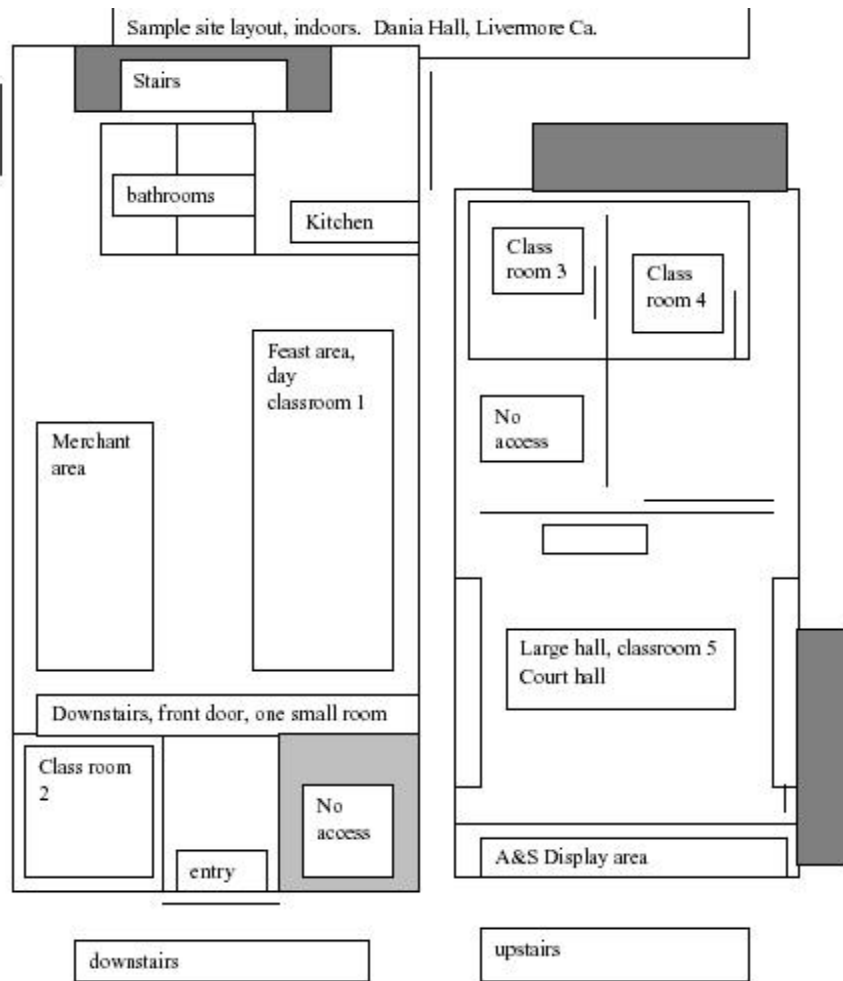 Sample site layout, indoors. Dania Hall, Livermore Ca.
Stairs
bathrooms
Kitchen
Feast area,
day
classroom 1
Merchant
area
Downstairs, front door, one small room
Class room
2
No
access
entry
downstairs
Class
room 3
Class
room 4
No
access
Large hall, classroom 5
Court hall
A&S Display area
upstairs